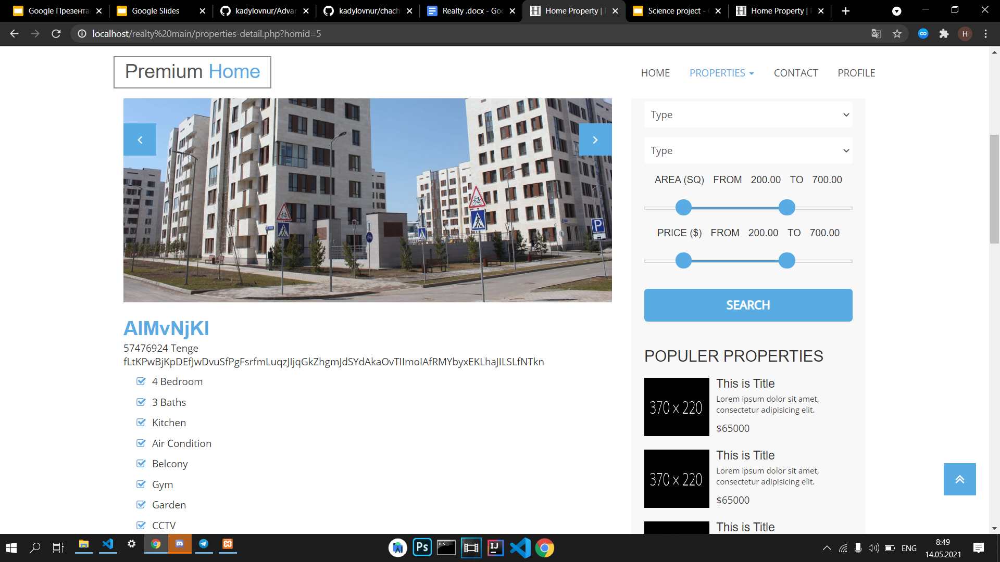 Google Презента
Google Slides
kadylovnur/Advan
kadylovnur/chach
Realty .docx - Goo
Home Property | P
Science project - G
Home Property | P
localhost/realty%20main/properties-detail.php?homid=5
H
Premium Home
HOME
PROPERTIES
CONTACT
PROFILE
Type
Type
AREA (SQ) FROM 200.00 TO 700.00
PRICE ($) FROM 200.00 TO 700.00
SEARCH
P
AlMvNjKl
57476924 Tenge
4 Bedroom
3 Baths
Kitchen
Air Condition
Belcony
Gym
Garden
CCTV
POPULER PROPERTIES
370 x 220
This is Title
Lorem ipsum dolor sit amet,
consectetur adipisicing elit.
$65000
370 x 220
This is Title
Lorem ipsum dolor sit amet,
consectetur adipisicing elit.
$65000
This is Title
Ps
IJ
ENG
8:49
14.05.2021